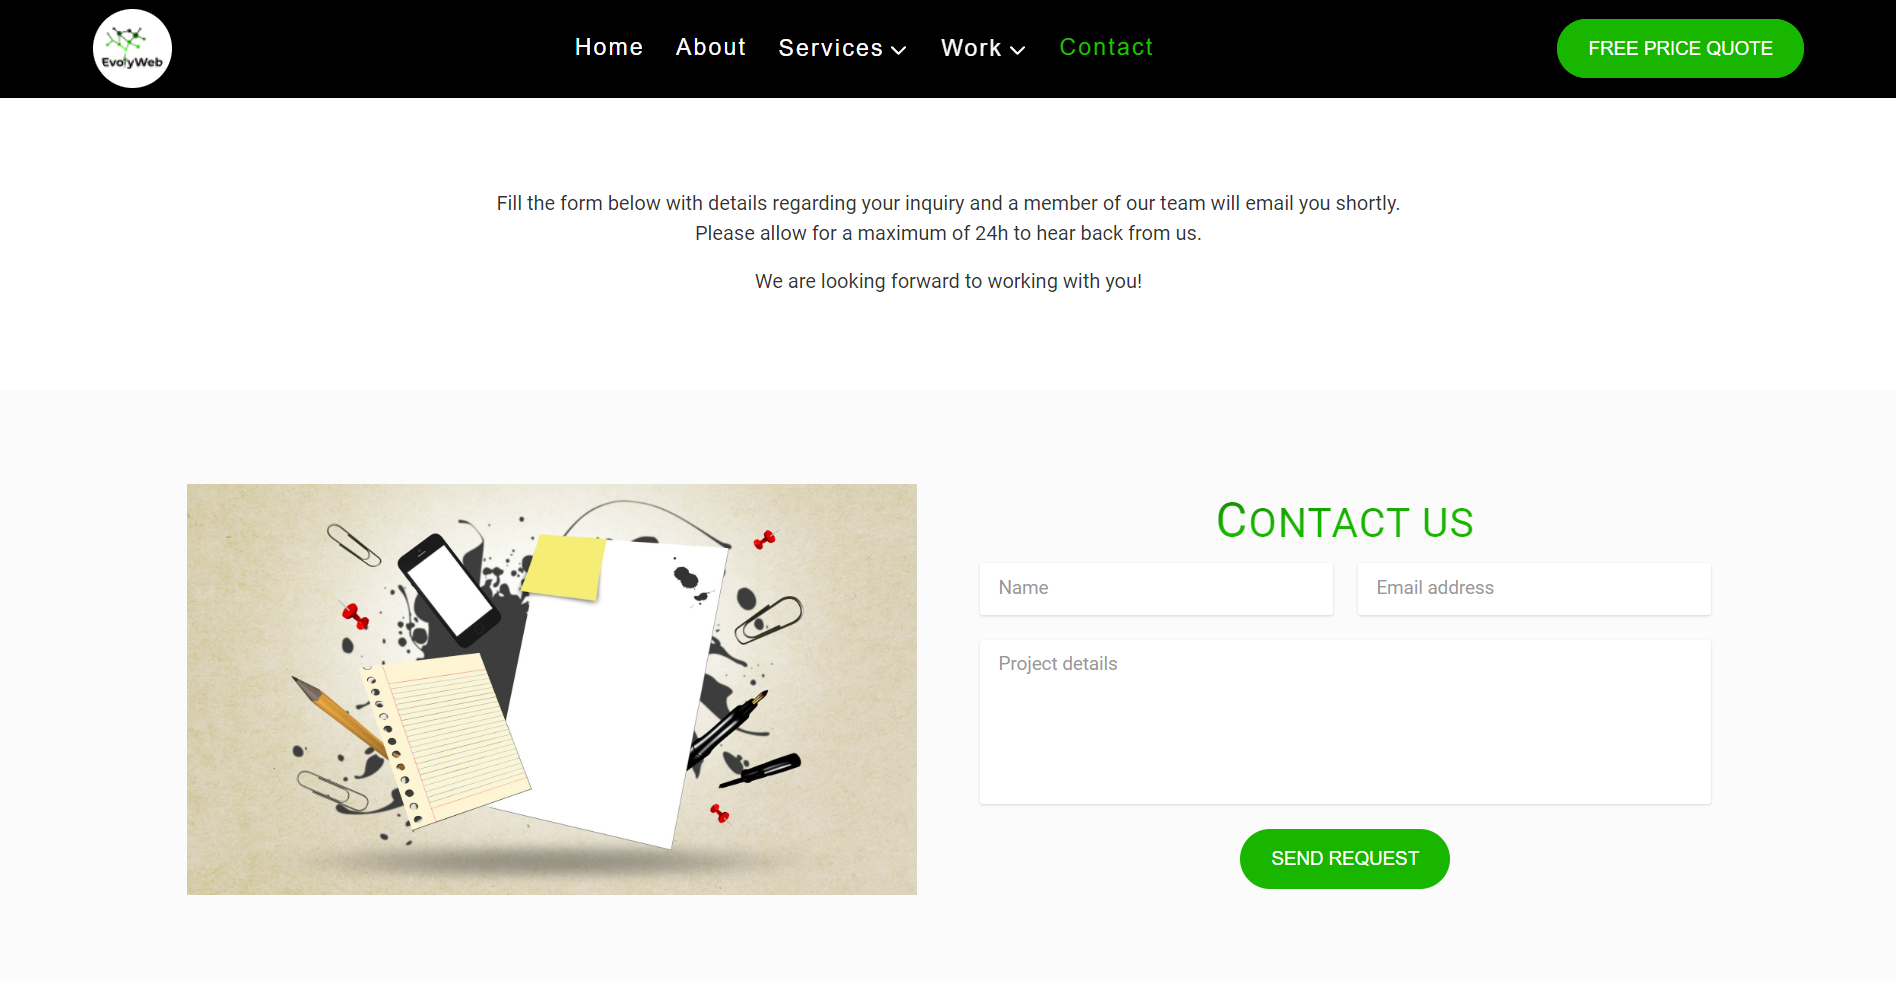 EvolyWeb
Home About Services Work Contact
FREE PRICE QUOTE
Fill the form below with details regarding your inquiry and a member of our team will email you shortly.
Please allow for a maximum of 24h to hear back from us.
We are looking forward to working with you!
Contact us
Name
Email address
Project details
SEND REQUEST